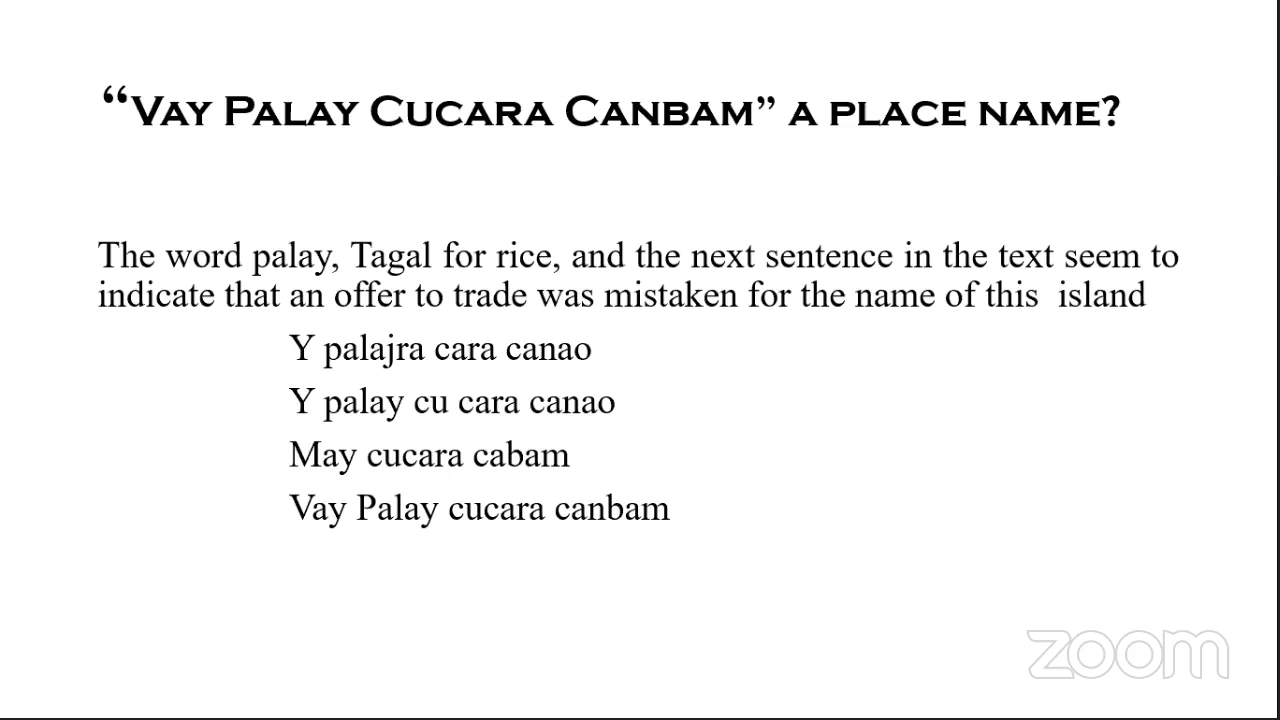 “Vay Palay Cucara Canbam” a place name?
The word palay, Tagal for rice, and the next sentence in the text seem to
indicate that an offer to trade was mistaken for the name of this island
Y palajra cara canao
Y palay cu cara canao
May cucara cabam
Vay Palay cucara canbam
zoom